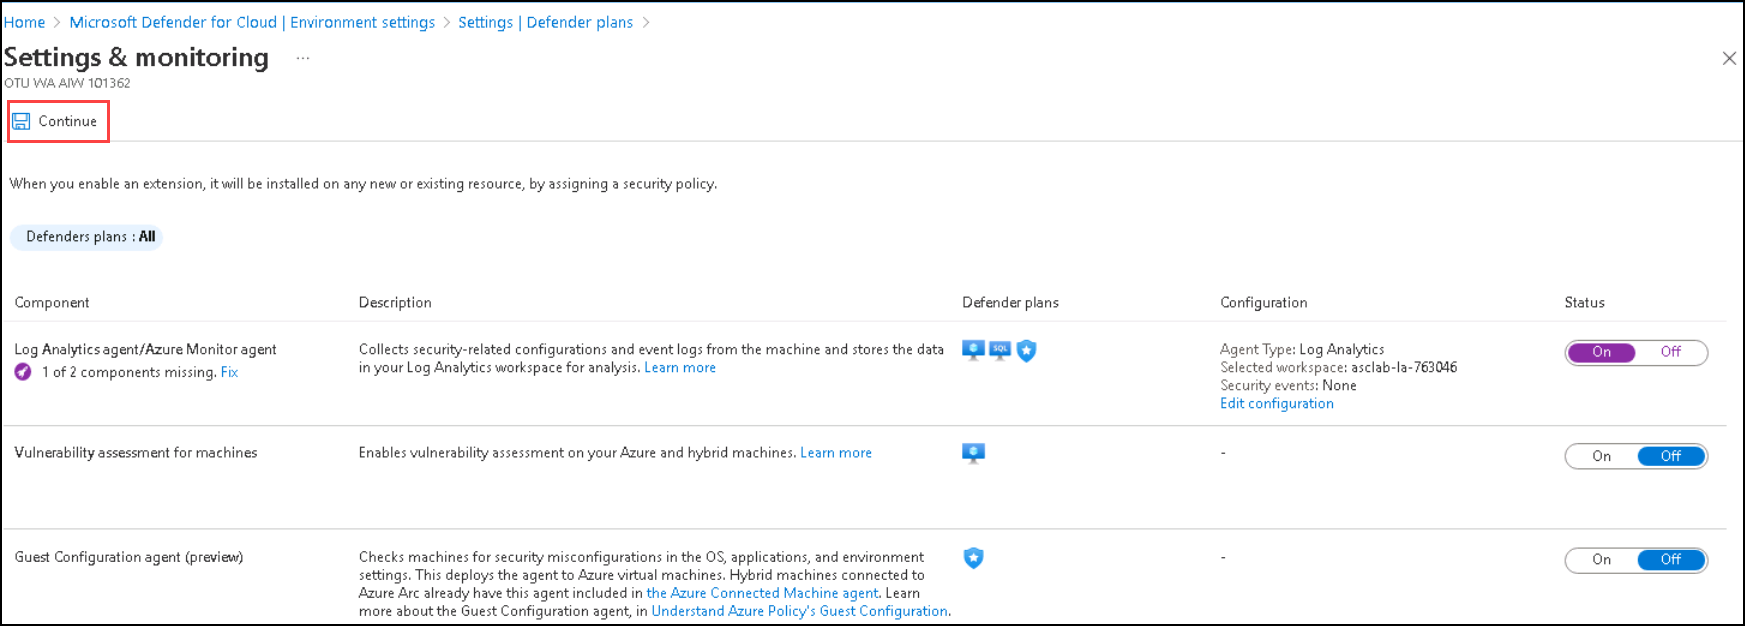 Home > Microsoft Defender for Cloud | Environment settings > Settings | Defender plans >
Settings & monitoring ...
OTU WA AIW 101362
Continue
When you enable an extension, it will be installed on any new or existing resource, by assigning a security policy.
Defenders plans : All
Component Description Defender plans Configuration Status
Log Analytics agent/Azure Monitor agent
1 of 2 components missing. Fix
Collects security-related configurations and event logs from the machine and stores the data
in your Log Analytics workspace for analysis. Learn more
SQL
Agent Type: Log Analytics
Selected workspace: asclab-la-763046
Security events: None
Edit configuration
On Off
Vulnerability assessment for machines
Enables vulnerability assessment on your Azure and hybrid machines. Learn more
-
On Off
Guest Configuration agent (preview)
Checks machines for security misconfigurations in the OS, applications, and environment
settings. This deploys the agent to Azure virtual machines. Hybrid machines connected to
Azure Arc already have this agent included in the Azure Connected Machine agent. Learn
more about the Guest Configuration agent, in Understand Azure Policy's Guest Configuration.
-
On Off